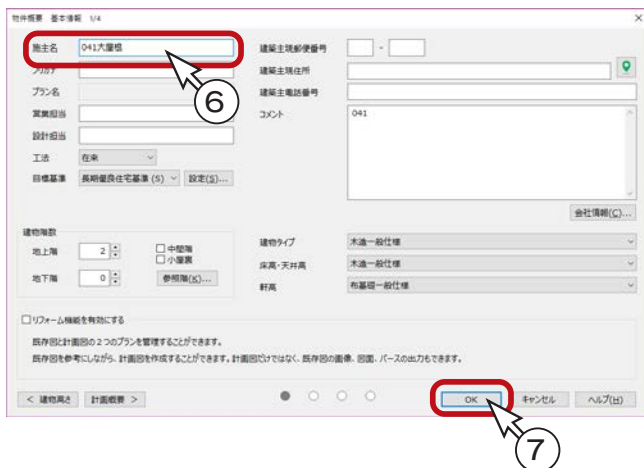 物件概要 基本情報 1/4
施主名 041大屋根
フリガナ
プラン名
営業担当
設計担当
工法 在来
目標基準 長期優良住宅基準 (S) 設定(S)...
建築主現郵便番号 -
建築主現住所
建築主電話番号
コメント 041
会社情報(C)...
建物階数
地上階 2 中間階
小屋裏
地下階 0 参照階(K)...
建物タイプ 木造一般仕様
床高・天井高 木造一般仕様
軒高 布基礎一般仕様
リフォーム機能を有効にする
既存図と計画図の2つのプランを管理することができます。
既存図を参考にしながら、計画図を作成することができます。計画図だけではなく、既存図の画像、図面、パースの出力もできます。
< 建物高さ 計画概要 > OK キャンセル ヘルプ(H)
⑥
⑦